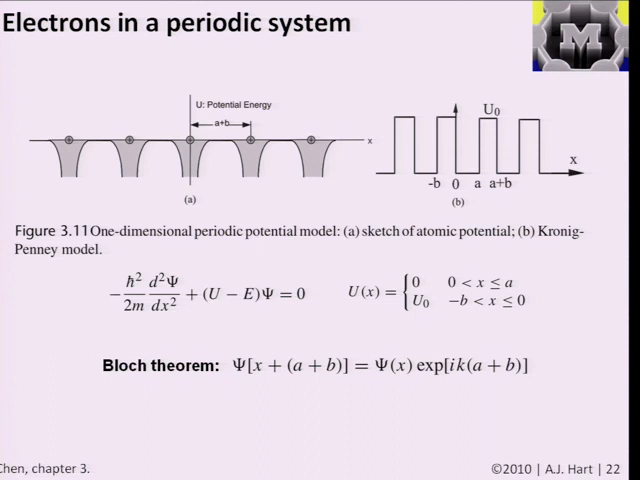 Electrons in a periodic system
M
U: Potential Energy
a+b
x
(a)
U₀
x
-b 0 a a+b
(b)
Figure 3.11 One-dimensional periodic potential model: (a) sketch of atomic potential; (b) Kronig-
Penney model.
−ħ²/2m d²Ψ/dx² + (U − E)Ψ = 0
U(x) = { 0 0 < x ≤ a
U₀ −b < x ≤ 0
Bloch theorem: Ψ[x + (a + b)] = Ψ(x) exp[ik(a + b)]
Chen, chapter 3.
©2010 | A.J. Hart | 22